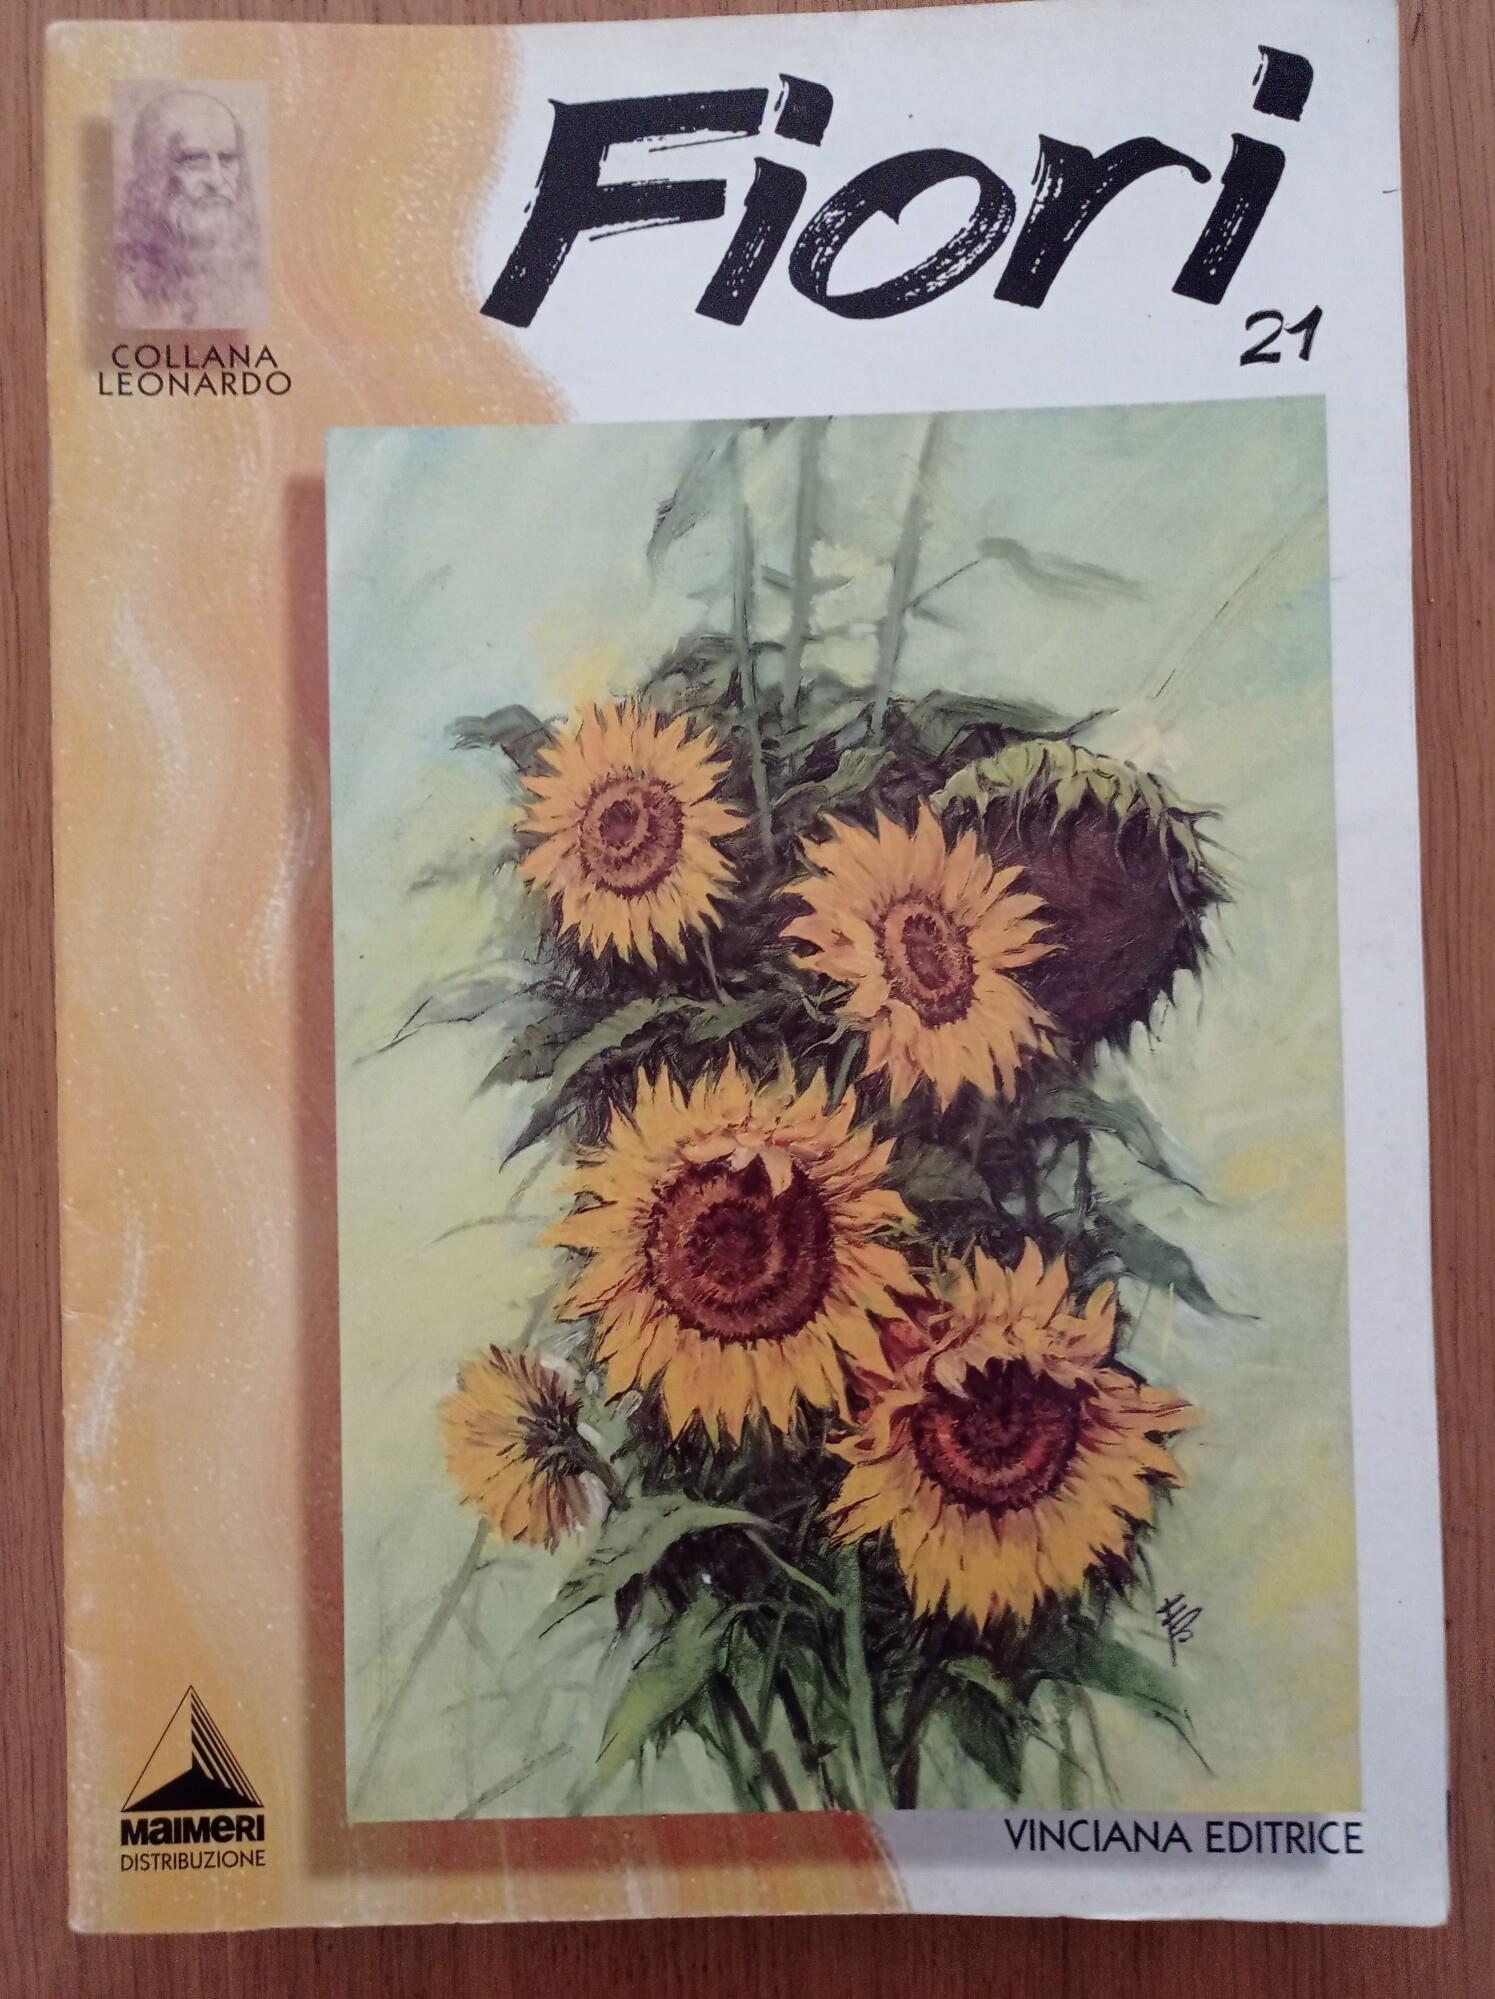 Fiori
21
COLLANA
LEONARDO
MaIMeRI
DISTRIBUZIONE
VINCIANA EDITRICE